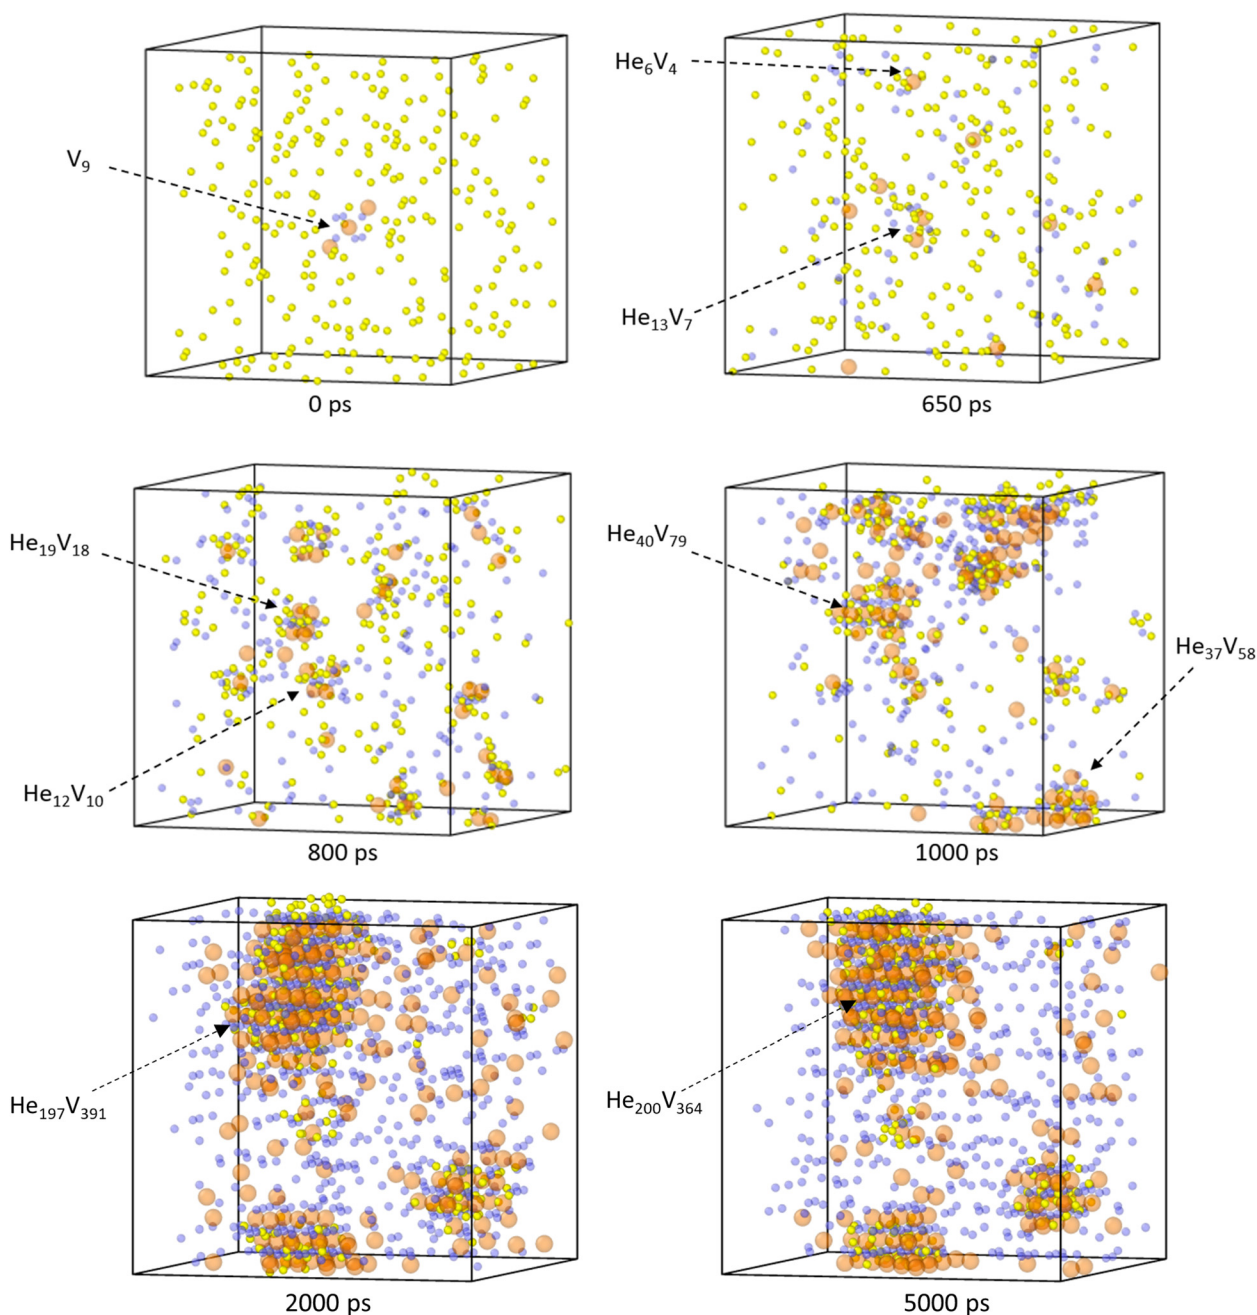 V₉
0 ps
He₆V₄
He₁₃V₇
650 ps
He₁₉V₁₈
He₁₂V₁₀
800 ps
He₄₀V₇₉
He₃₇V₅₈
1000 ps
He₁₉₇V₃₉₁
2000 ps
He₂₀₀V₃₆₄
5000 ps